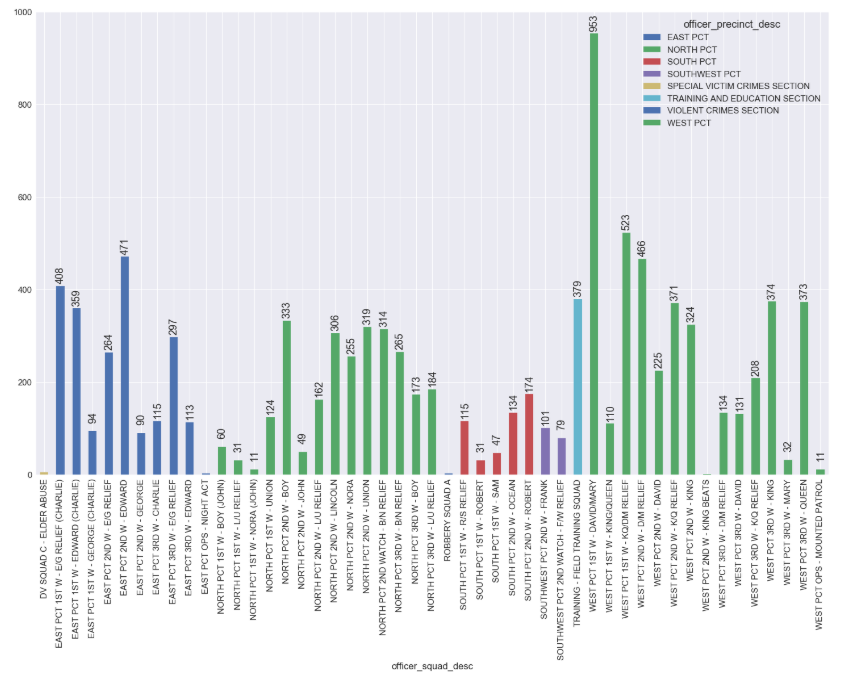 1000
800
600
400
200
0
officer_precinct_desc
EAST PCT
NORTH PCT
SOUTH PCT
SOUTHWEST PCT
SPECIAL VICTIM CRIMES SECTION
TRAINING AND EDUCATION SECTION
VIOLENT CRIMES SECTION
WEST PCT
408
359
94
264
471
90
115
297
113
60
31
11
124
333
49
162
306
255
319
314
265
173
184
115
31
47
134
174
101
79
379
953
110
523
466
225
371
324
134
131
208
374
32
373
11
DV SQUAD C - ELDER ABUSE
EAST PCT 1ST W - E/G RELIEF (CHARLIE)
EAST PCT 1ST W - EDWARD (CHARLIE)
EAST PCT 1ST W - GEORGE (CHARLIE)
EAST PCT 2ND W - E/G RELIEF
EAST PCT 2ND W - EDWARD
EAST PCT 2ND W - GEORGE
EAST PCT 3RD W - CHARLIE
EAST PCT 3RD W - E/G RELIEF
EAST PCT 3RD W - EDWARD
EAST PCT OPS - NIGHT ACT
NORTH PCT 1ST W - BOY (JOHN)
NORTH PCT 1ST W - L/U RELIEF
NORTH PCT 1ST W - NORA (JOHN)
NORTH PCT 1ST W - UNION
NORTH PCT 2ND W - BOY
NORTH PCT 2ND W - JOHN
NORTH PCT 2ND W - L/U RELIEF
NORTH PCT 2ND W - LINCOLN
NORTH PCT 2ND W - NORA
NORTH PCT 2ND W - UNION
NORTH PCT 2ND WATCH - B/N RELIEF
NORTH PCT 3RD W - B/N RELIEF
NORTH PCT 3RD W - BOY
NORTH PCT 3RD W - L/U RELIEF
ROBBERY SQUAD A
SOUTH PCT 1ST W - R/S RELIEF
SOUTH PCT 1ST W - ROBERT
SOUTH PCT 1ST W - SAM
SOUTH PCT 2ND W - OCEAN
SOUTH PCT 2ND W - ROBERT
SOUTHWEST PCT 2ND W - FRANK
SOUTHWEST PCT 2ND WATCH - F/W RELIEF
TRAINING - FIELD TRAINING SQUAD
WEST PCT 1ST W - DAVID/MARY
WEST PCT 1ST W - KING/QUEEN
WEST PCT 1ST W - KQ/DM RELIEF
WEST PCT 2ND W - D/M RELIEF
WEST PCT 2ND W - DAVID
WEST PCT 2ND W - K/Q RELIEF
WEST PCT 2ND W - KING
WEST PCT 2ND W - KING BEATS
WEST PCT 3RD W - D/M RELIEF
WEST PCT 3RD W - DAVID
WEST PCT 3RD W - K/Q RELIEF
WEST PCT 3RD W - KING
WEST PCT 3RD W - MARY
WEST PCT 3RD W - QUEEN
WEST PCT OPS - MOUNTED PATROL
officer_squad_desc